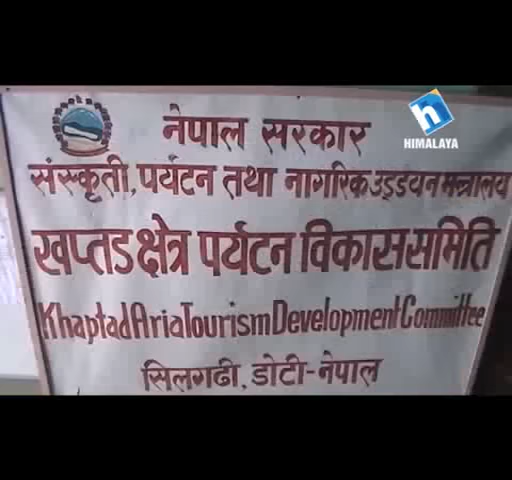 नेपाल सरकार
संस्कृती, पर्यटन तथा नागरिक उड्डयन मन्त्रालय
खप्तड क्षेत्र पर्यटन विकास समिति
Khaptad Aria Tourism Development Committee
सिलगढी, डोटी-नेपाल
h
HIMALAYA